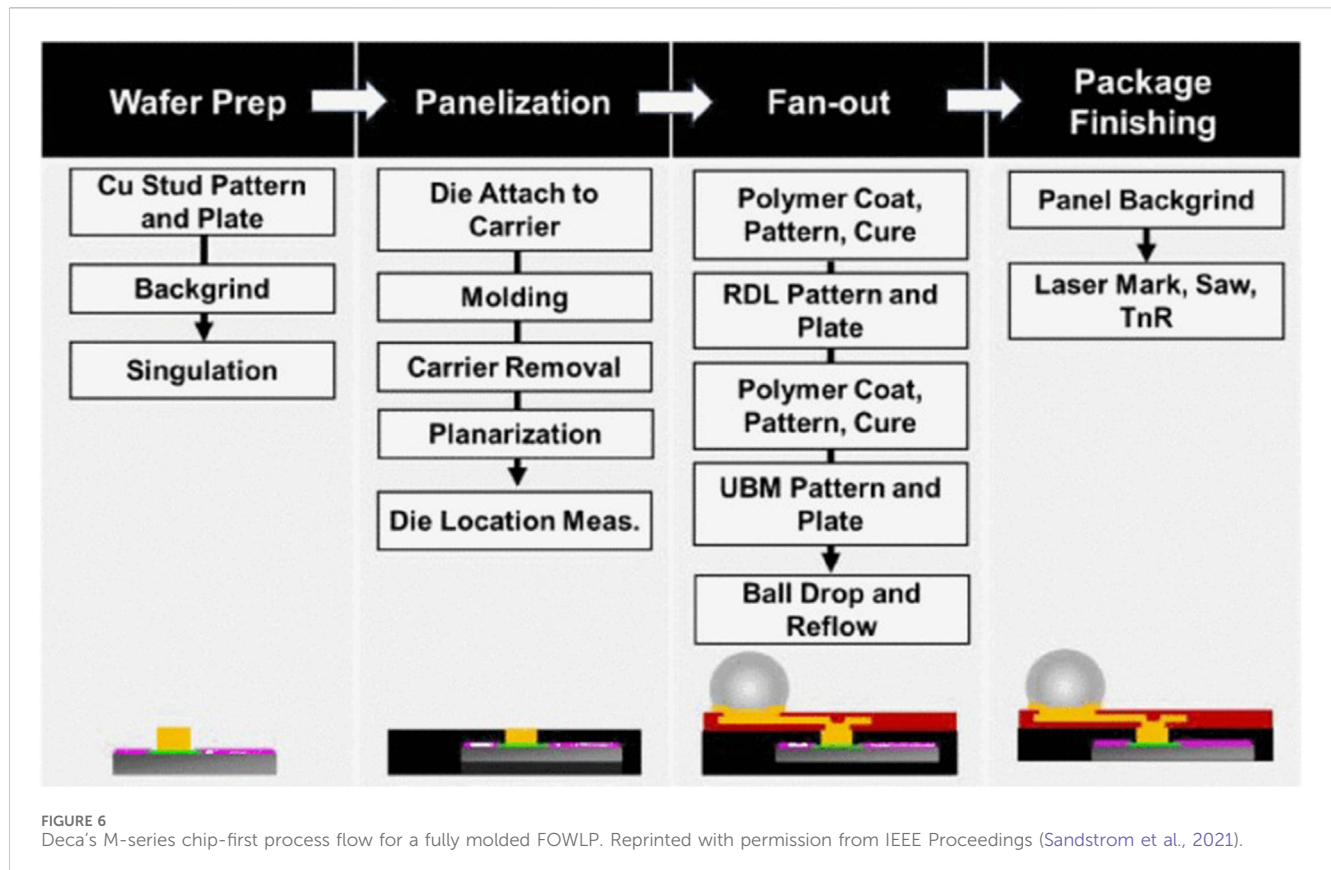 Wafer Prep
Panelization
Fan-out
Package
Finishing
Cu Stud Pattern
and Plate
Backgrind
Singulation
Die Attach to
Carrier
Molding
Carrier Removal
Planarization
Die Location Meas.
Polymer Coat,
Pattern, Cure
RDL Pattern and
Plate
Polymer Coat,
Pattern, Cure
UBM Pattern and
Plate
Ball Drop and
Reflow
Panel Backgrind
Laser Mark, Saw,
TnR
FIGURE 6
Deca's M-series chip-first process flow for a fully molded FOWLP. Reprinted with permission from IEEE Proceedings (Sandstrom et al., 2021).